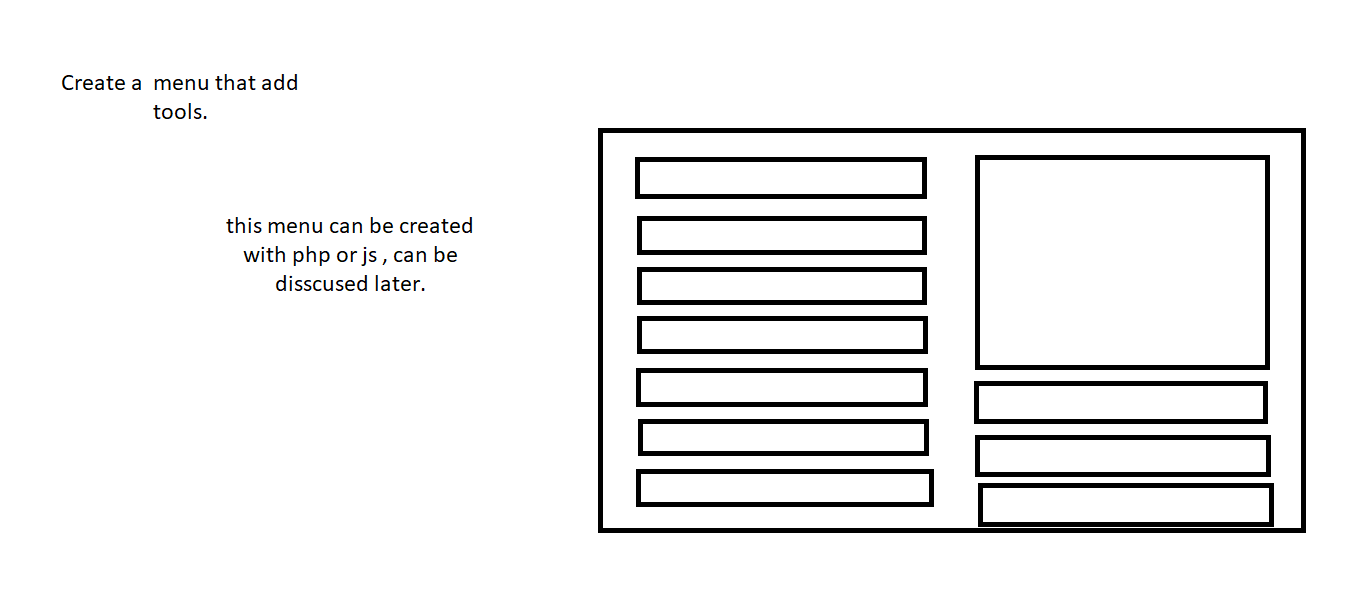 Create a  menu that add
tools.
this menu can be created
with php or js , can be
disscused later.